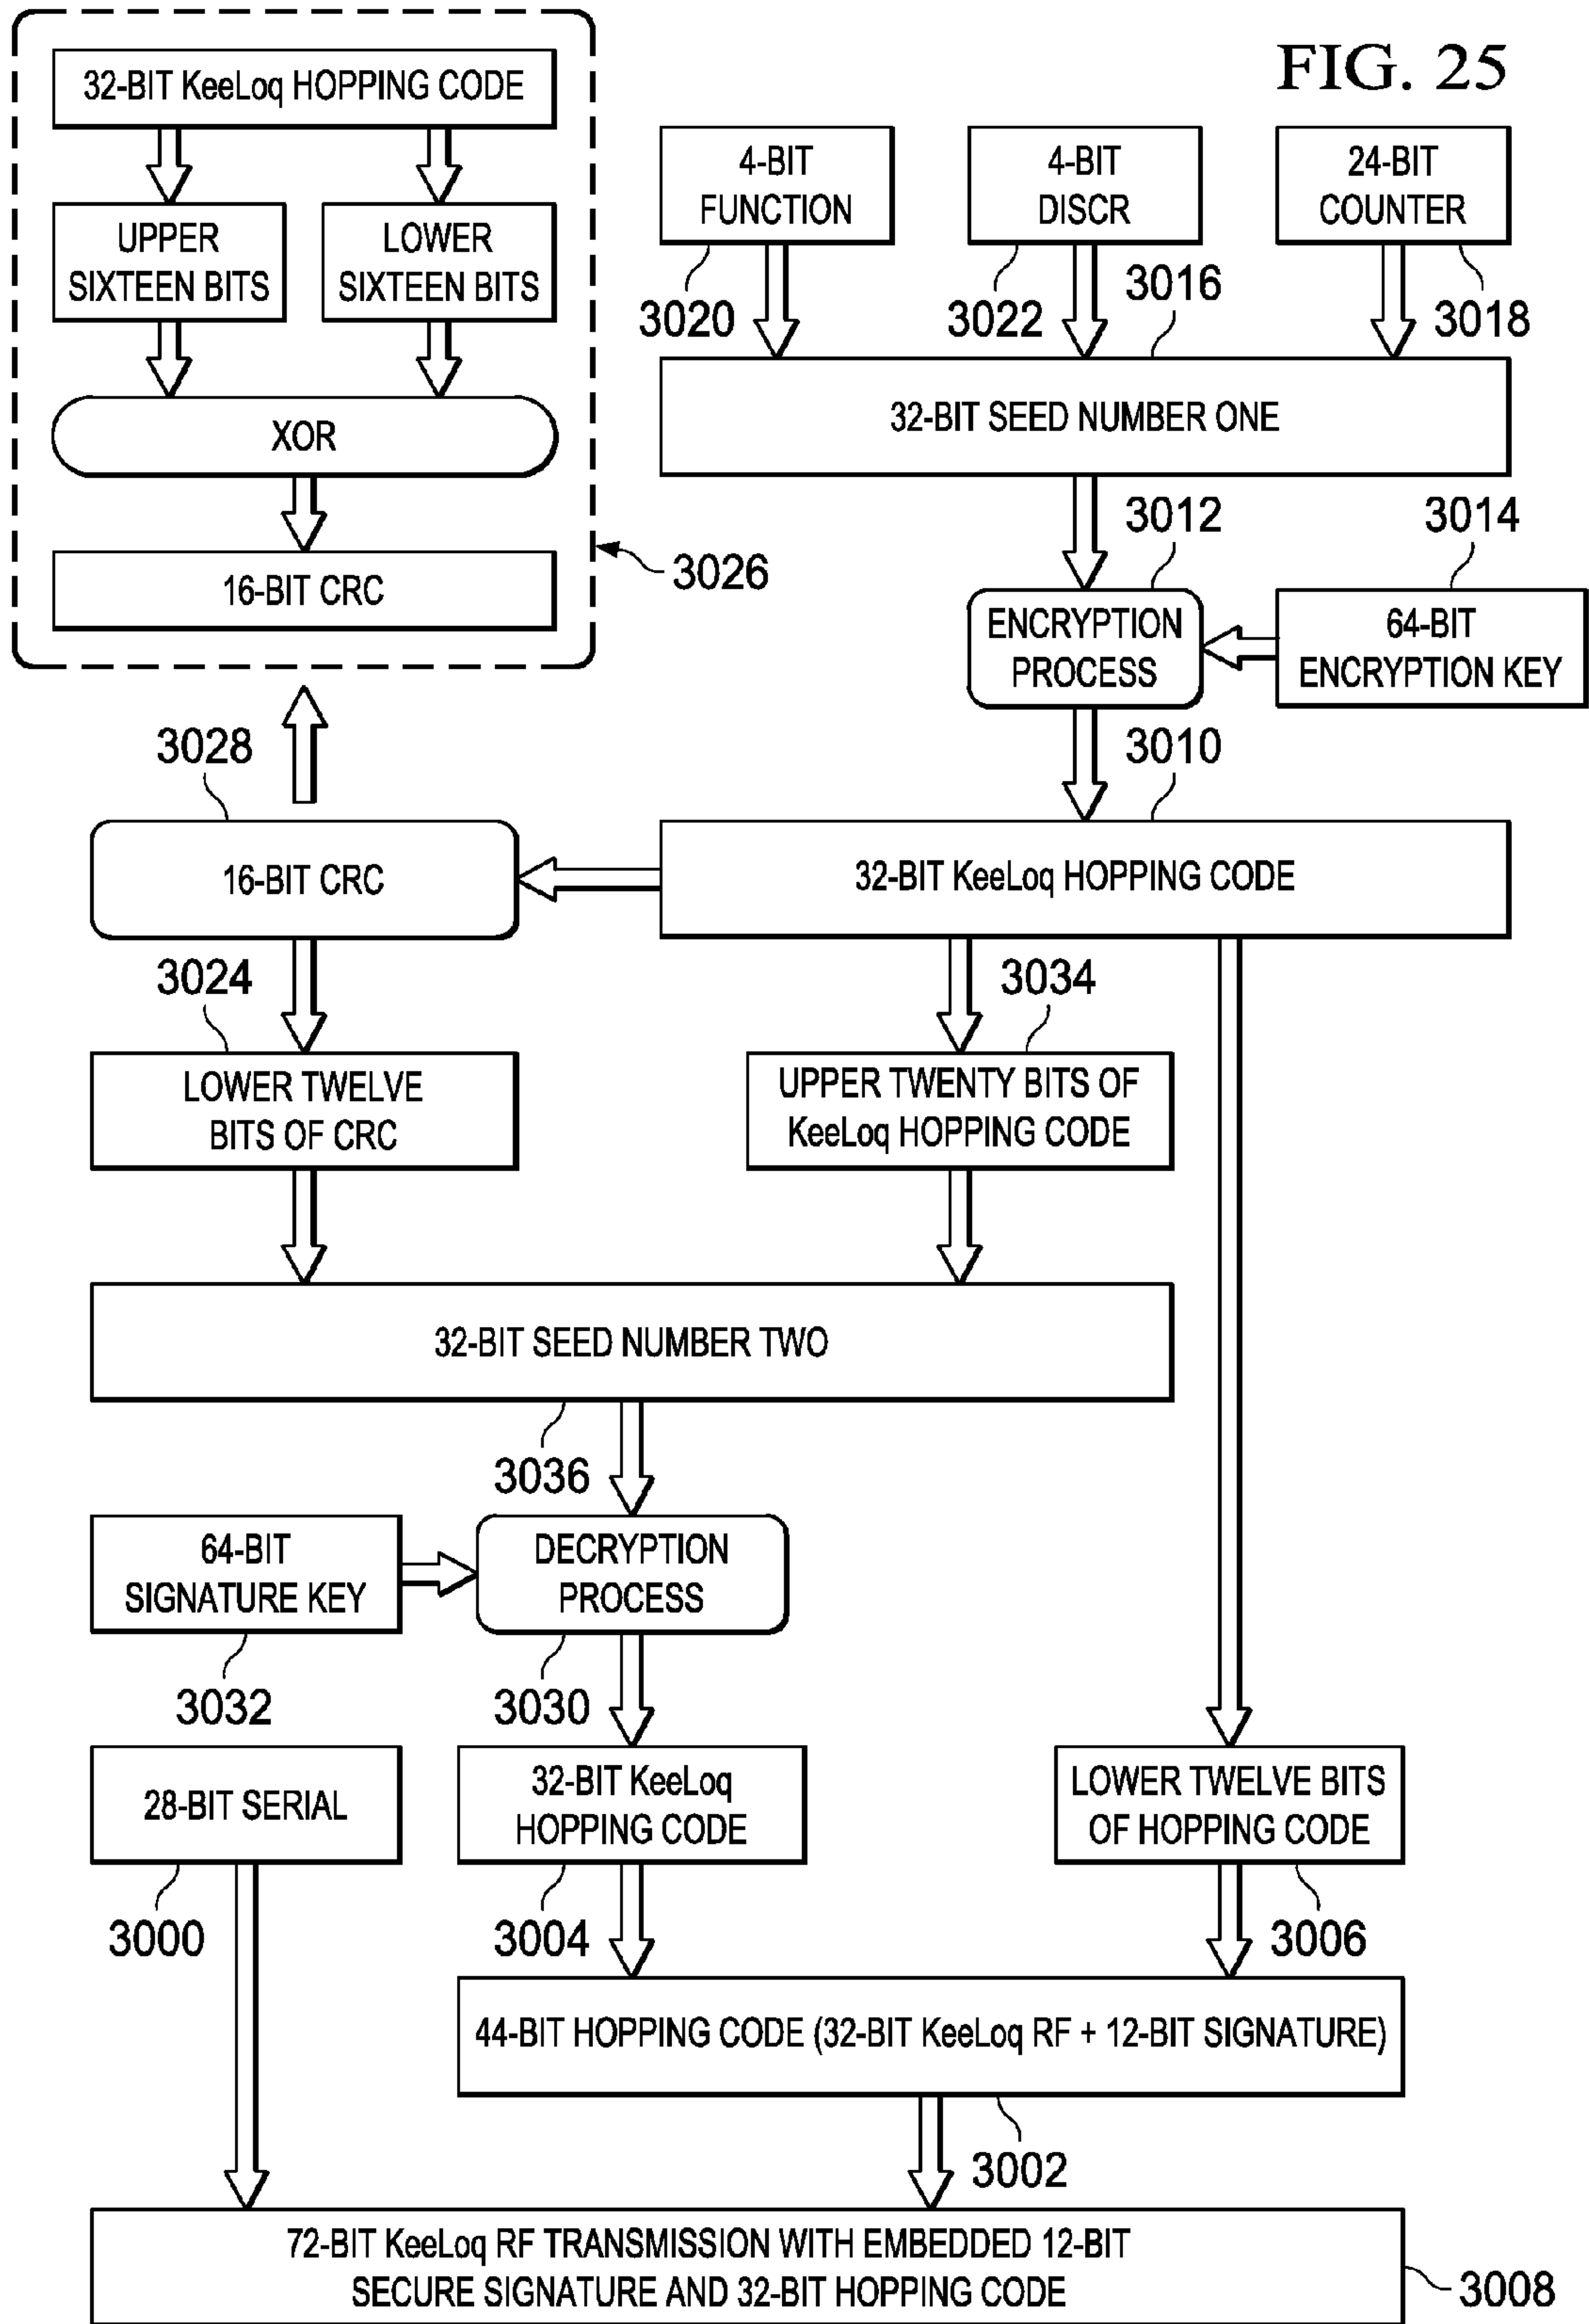 FIG. 25
32-BIT KeeLoq HOPPING CODE
UPPER
SIXTEEN BITS
LOWER
SIXTEEN BITS
XOR
16-BIT CRC
3026
4-BIT
FUNCTION
3020
4-BIT
DISCR
3022
24-BIT
COUNTER
3018
3016
32-BIT SEED NUMBER ONE
3012
ENCRYPTION
PROCESS
3014
64-BIT
ENCRYPTION KEY
3010
32-BIT KeeLoq HOPPING CODE
3028
16-BIT CRC
3024
LOWER TWELVE
BITS OF CRC
3034
UPPER TWENTY BITS OF
KeeLoq HOPPING CODE
32-BIT SEED NUMBER TWO
3036
64-BIT
SIGNATURE KEY
3032
DECRYPTION
PROCESS
3030
28-BIT SERIAL
3000
32-BIT KeeLoq
HOPPING CODE
3004
LOWER TWELVE BITS
OF HOPPING CODE
3006
44-BIT HOPPING CODE (32-BIT KeeLoq RF + 12-BIT SIGNATURE)
3002
72-BIT KeeLoq RF TRANSMISSION WITH EMBEDDED 12-BIT
SECURE SIGNATURE AND 32-BIT HOPPING CODE
3008